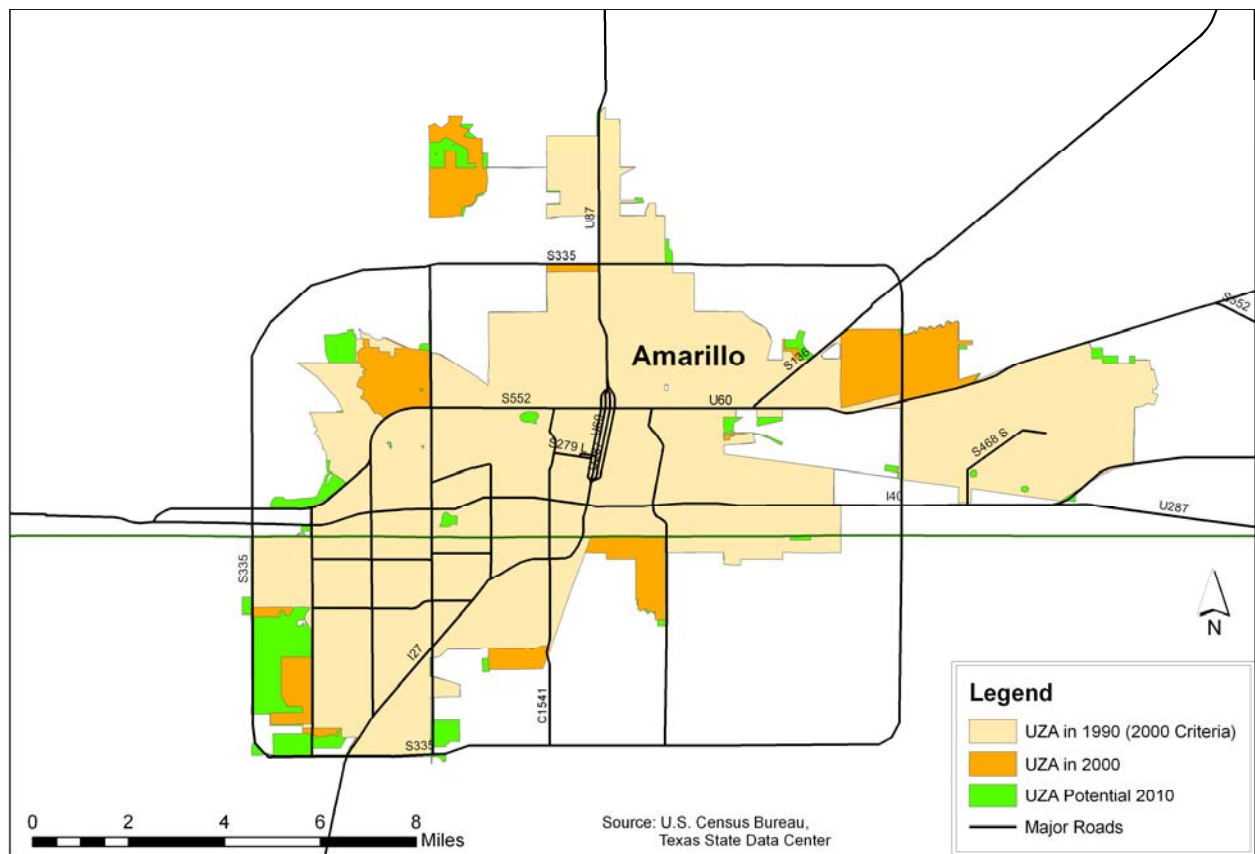 U87
S335
S552
Amarillo
S136
S552
U60
U60
S279 L
S468 S
I40
U287
S335
I27
C1541
S335
N
Legend
UZA in 1990 (2000 Criteria)
UZA in 2000
UZA Potential 2010
Major Roads
0 2 4 6 8
Miles
Source: U.S. Census Bureau,
Texas State Data Center